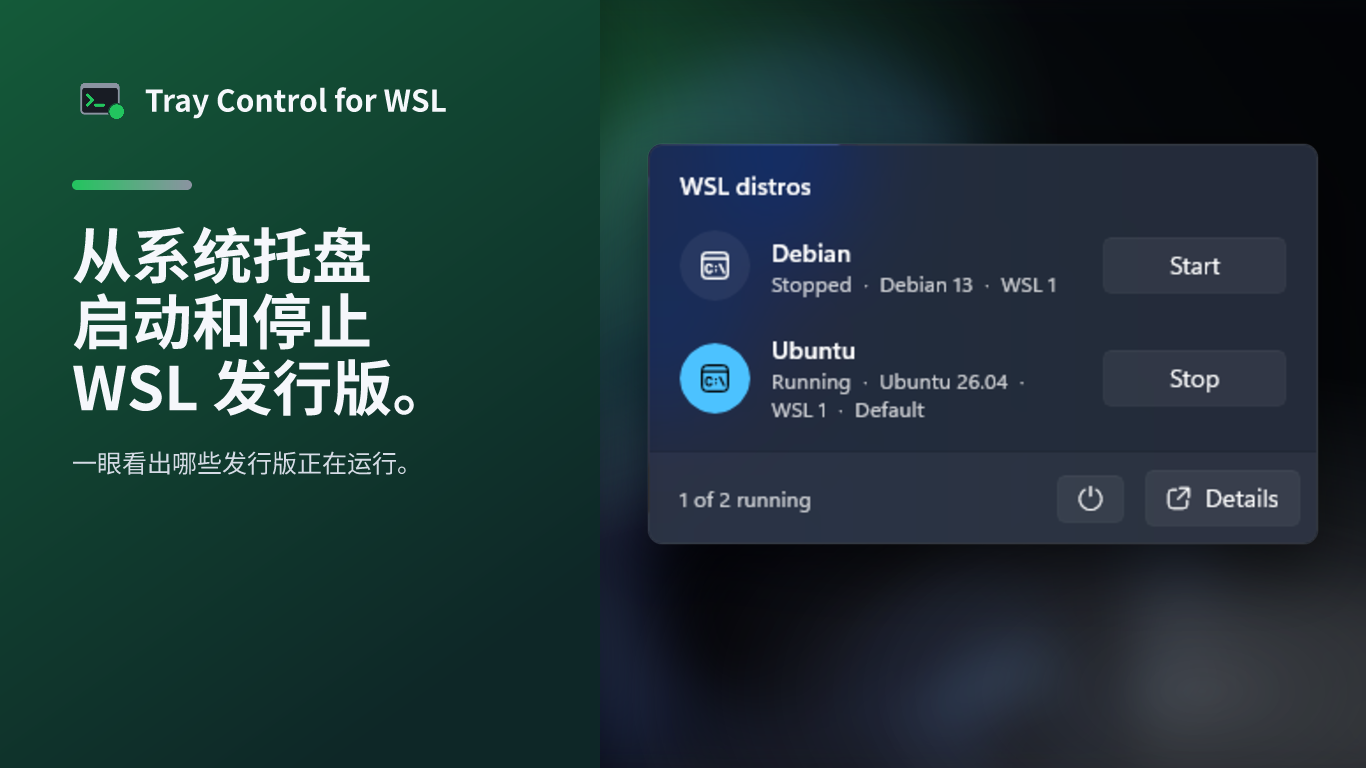 Tray Control for WSL
从系统托盘
启动和停止
WSL 发行版。
一眼看出哪些发行版正在运行。
WSL distros
Debian
Stopped · Debian 13 · WSL 1
Start
Ubuntu
Running · Ubuntu 26.04 ·
WSL 1 · Default
Stop
1 of 2 running
Details